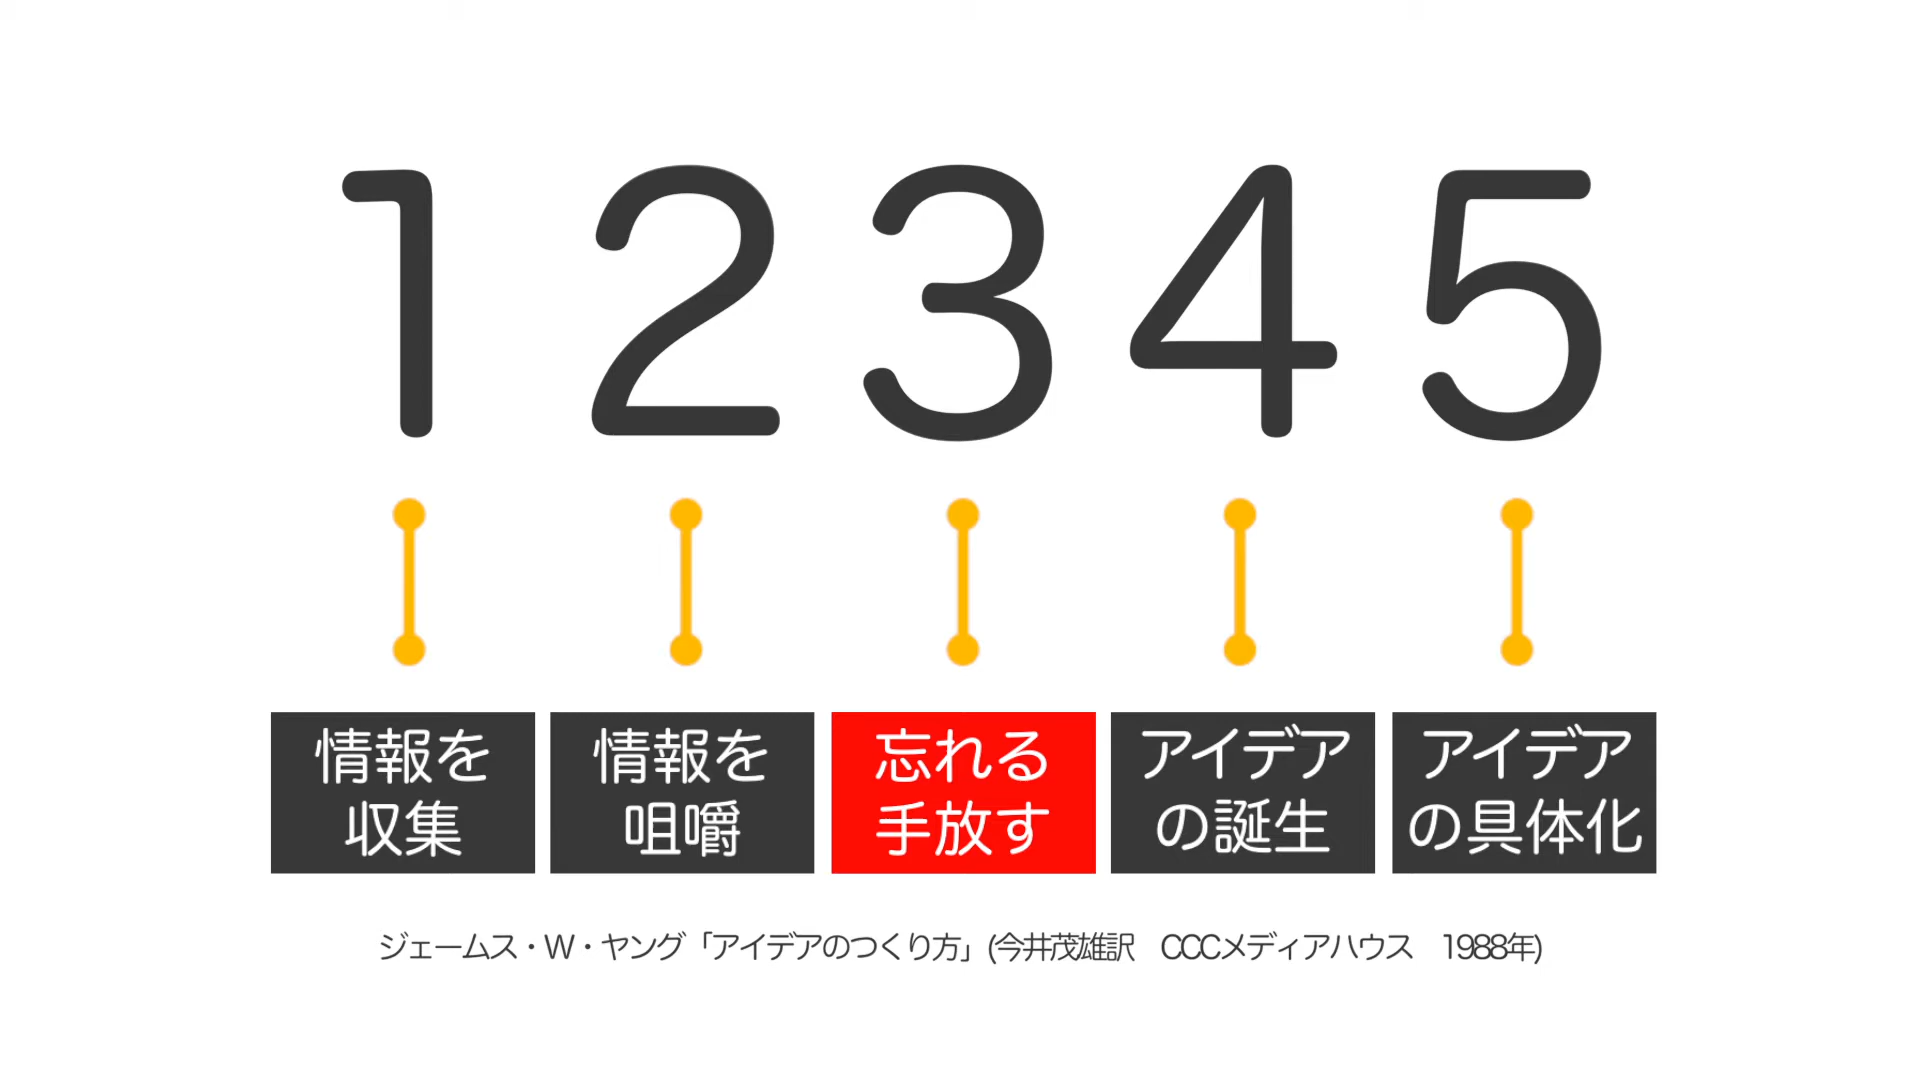 1 2 3 4 5
情報を
収集
情報を
咀嚼
忘れる
手放す
アイデア
の誕生
アイデア
の具体化
ジェームス・W・ヤング「アイデアのつくり方」(今井茂雄訳　CCCメディアハウス　1988年)